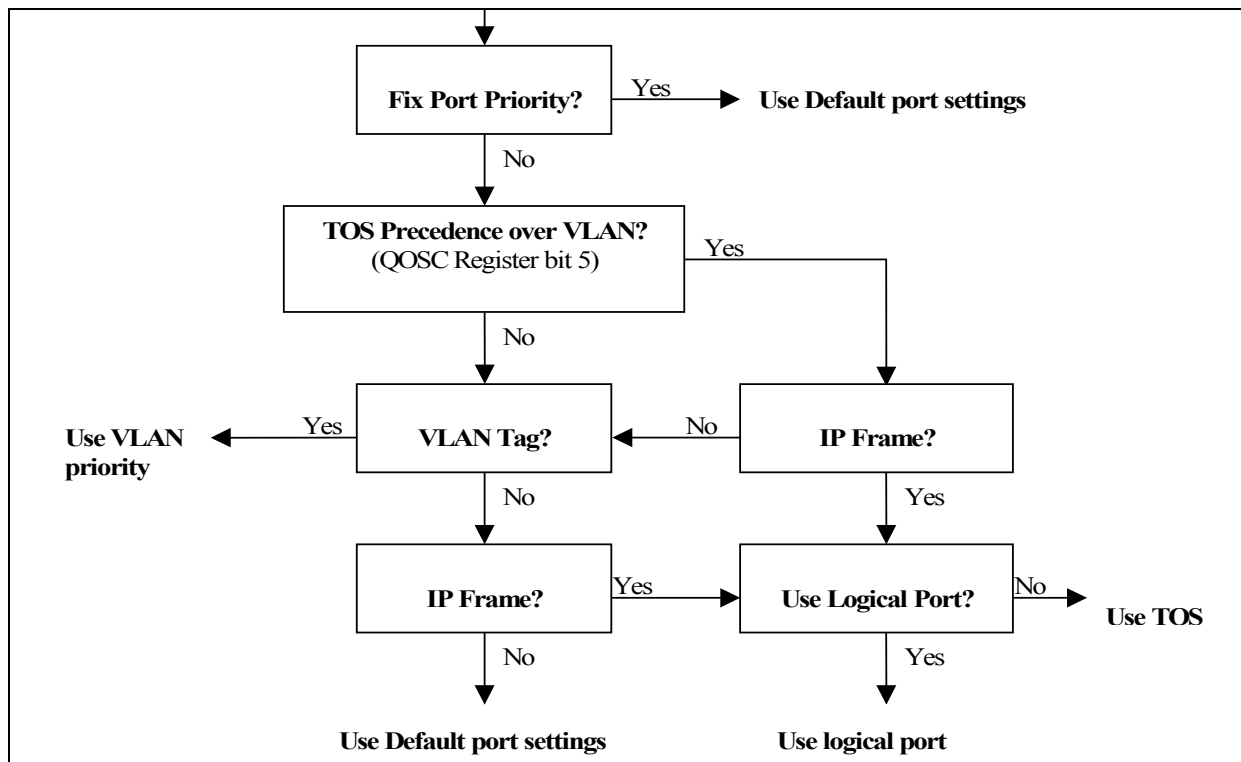 Fix Port Priority?
Yes
Use Default port settings
No
TOS Precedence over VLAN?
(QOSC Register bit 5)
Yes
No
Use VLAN
priority
Yes
VLAN Tag?
No
IP Frame?
No
Yes
IP Frame?
Yes
Use Logical Port?
No
Use TOS
No
Yes
Use Default port settings
Use logical port